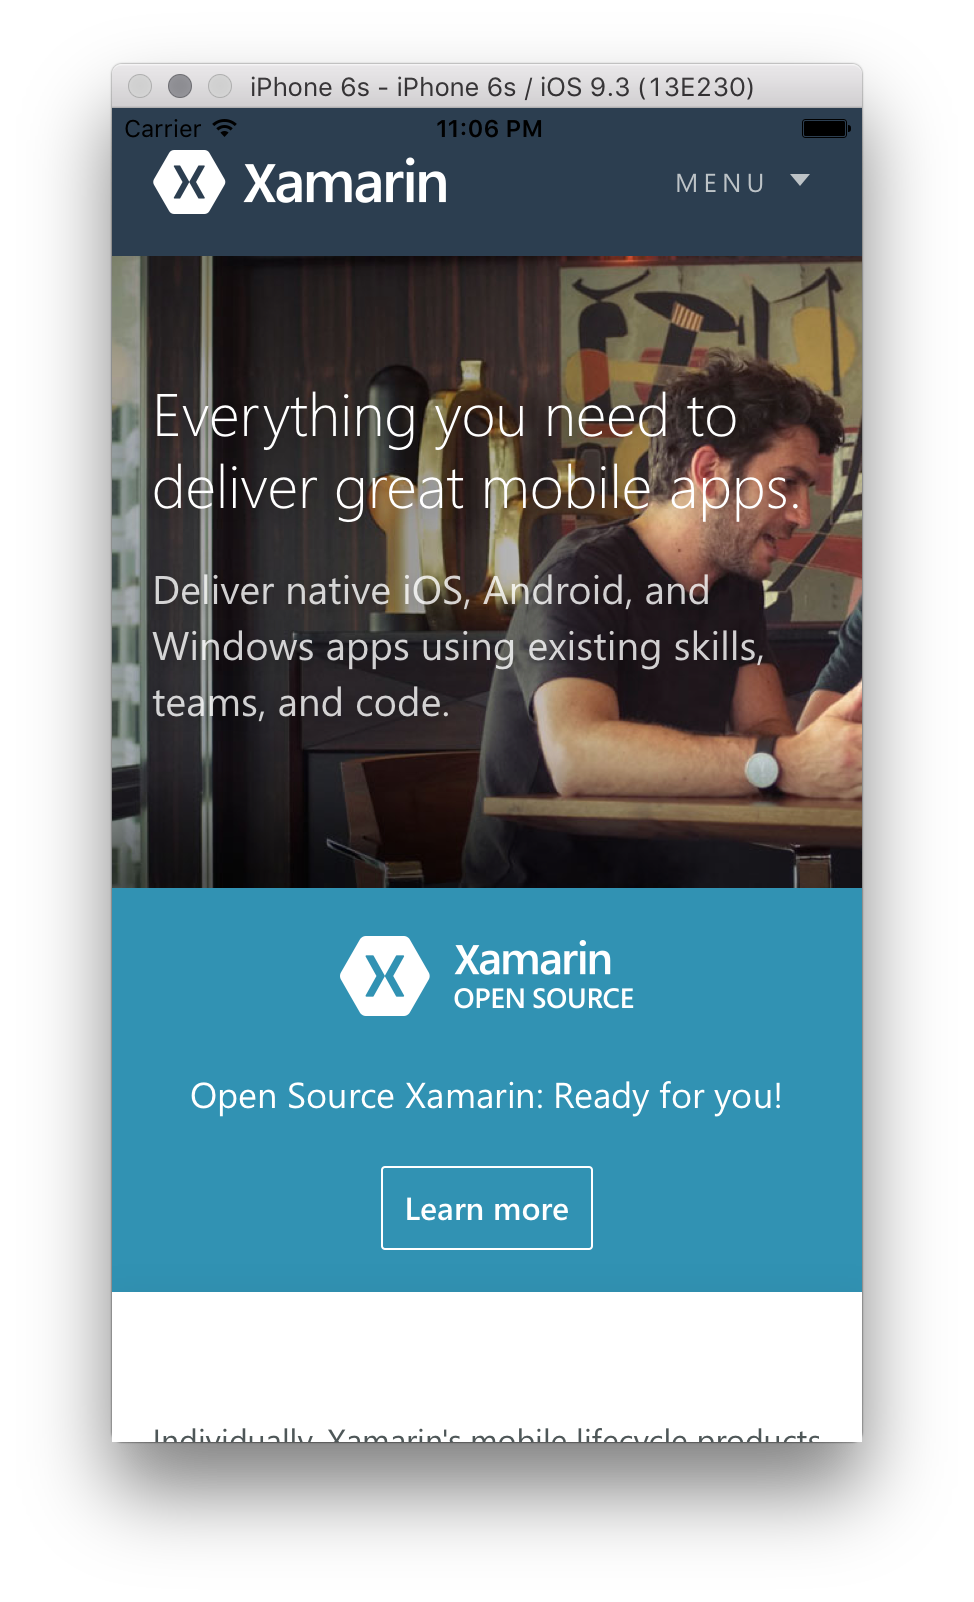 iPhone 6s - iPhone 6s / iOS 9.3 (13E230)
Carrier 11:06 PM
Xamarin MENU
Everything you need to
deliver great mobile apps.
Deliver native iOS, Android, and
Windows apps using existing skills,
teams, and code.
Xamarin
OPEN SOURCE
Open Source Xamarin: Ready for you!
Learn more
Individually, Xamarin's mobile lifecycle products